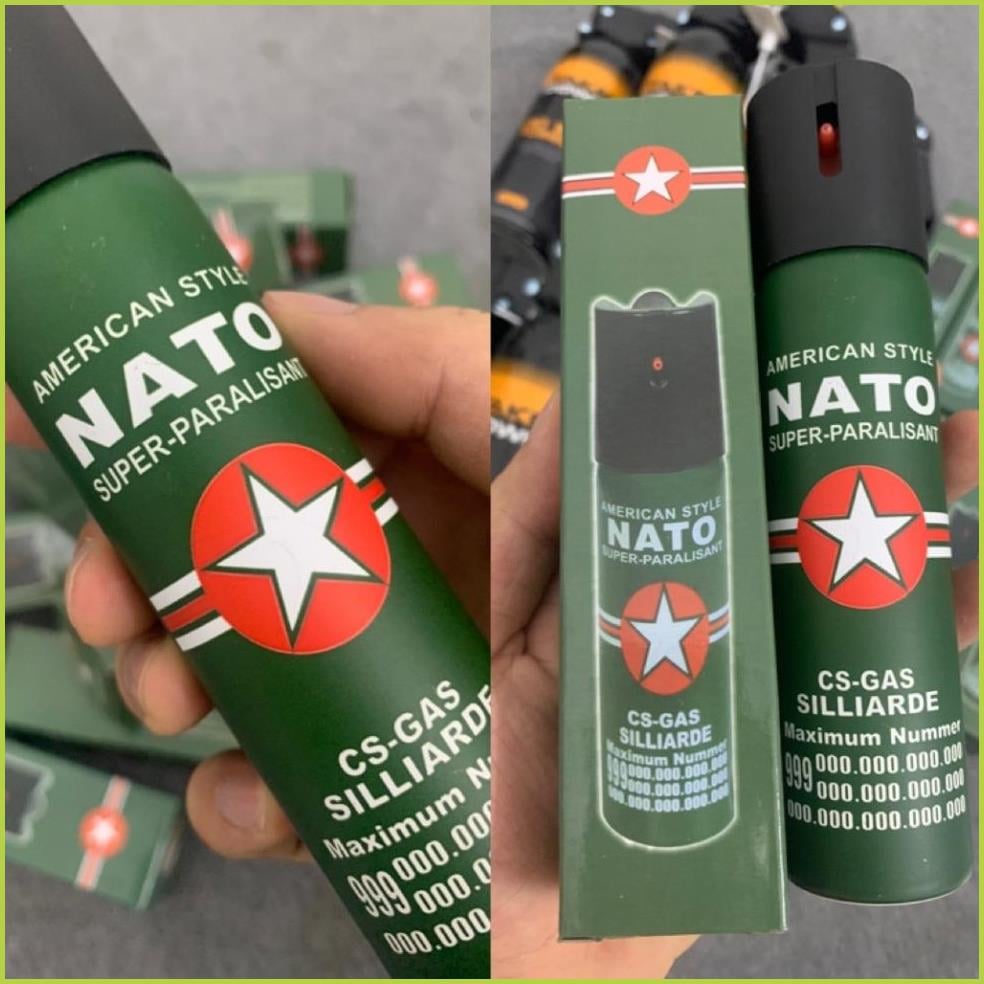 AMERICAN STYLE
NATO
SUPER-PARALISANT
CS-GAS
SILLIARDE
Maximum
999 000.000
000.0
000.000
AMERICAN STYLE
NATO
SUPER-PARALISANT
CS-GAS
SILLIARDE
Maximum Nummer
999 000.000.000.000
000.000.000.000
000.000.000.000.000
AMERICAN STYLE
NATO
SUPER-PARALISANT
CS-GAS
SILLIARDE
Maximum Nummer
999 000.000.000.000
000.000.000.000
000.000.000.000.000